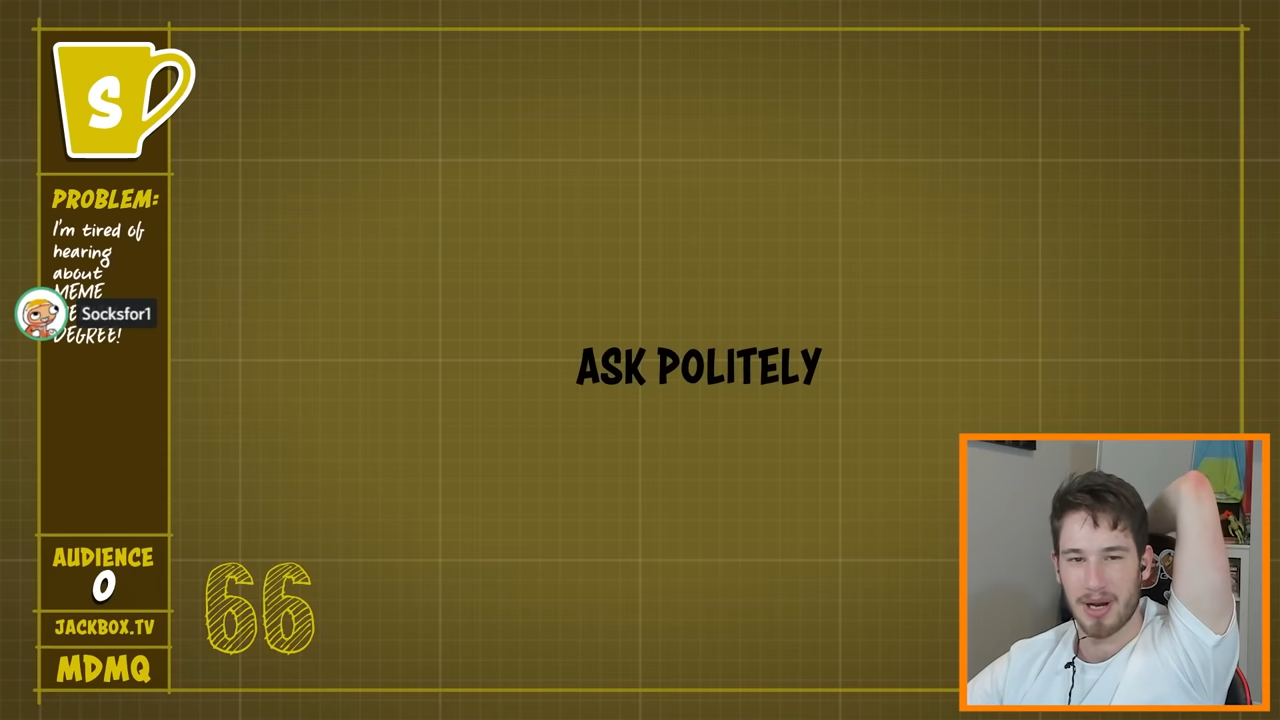 S
PROBLEM:
I'm tired of
hearing
about
MEME
Socksfor1
DEGREE!
ASK POLITELY
AUDIENCE
0
66
JACKBOX.TV
MDMQ